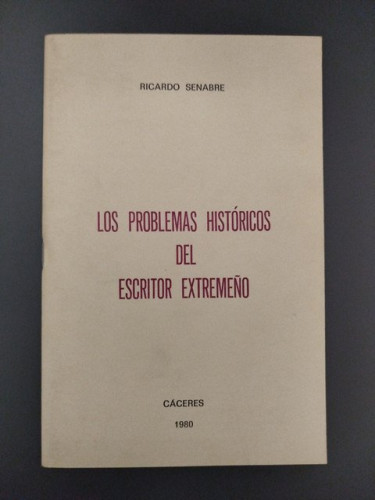 RICARDO SENABRE
LOS PROBLEMAS HISTÓRICOS
DEL
ESCRITOR EXTREMEÑO
CÁCERES
1980